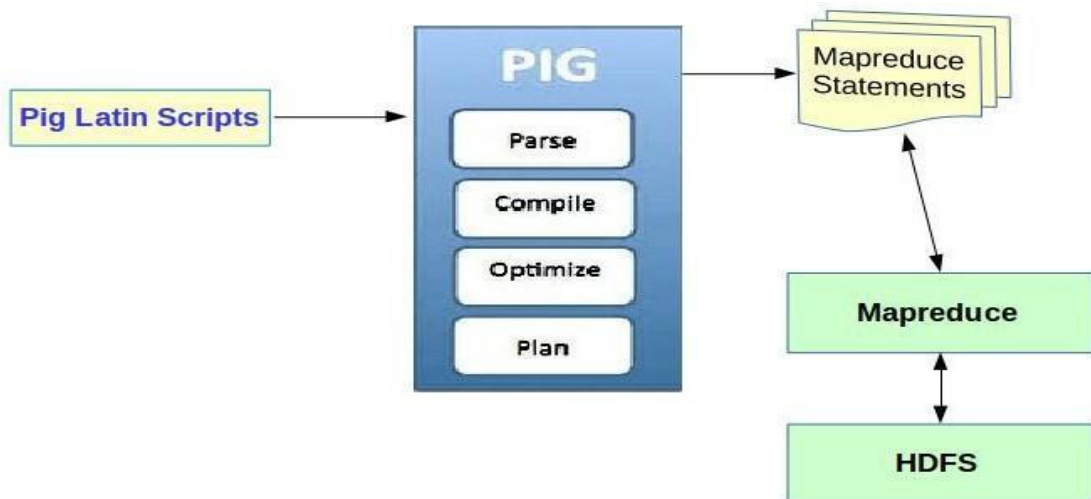 Pig Latin Scripts
PIG
Parse
Compile
Optimize
Plan
Mapreduce
Statements
Mapreduce
HDFS